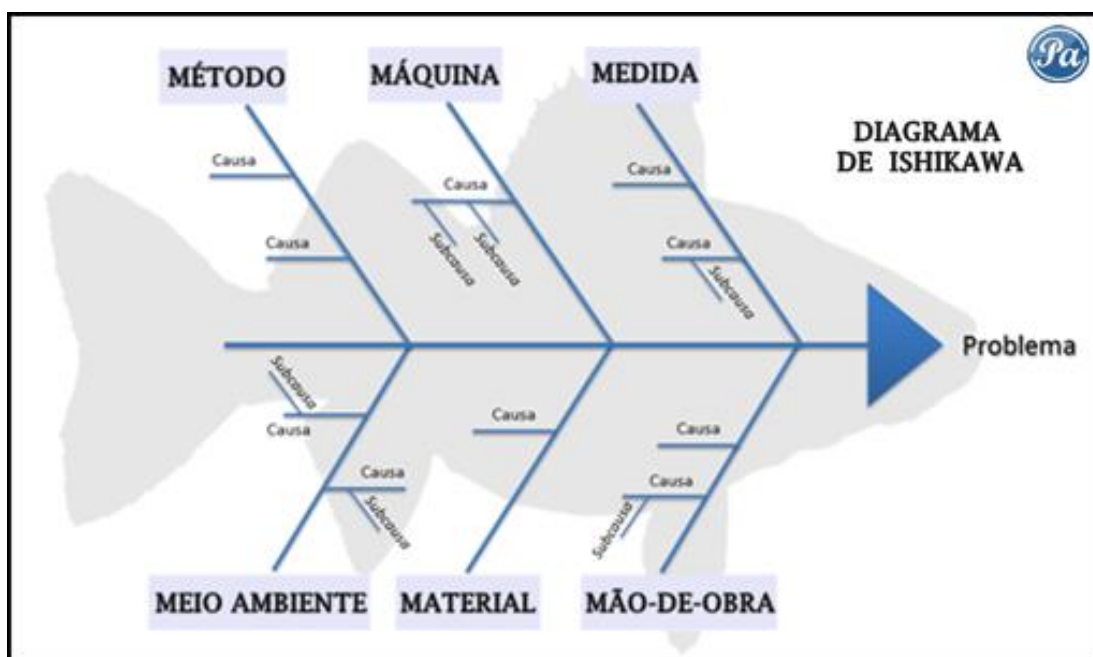 Pa
MÉTODO
MÁQUINA
MEDIDA
DIAGRAMA
DE ISHIKAWA
Causa
Causa
Causa
Subcausa
Subcausa
Causa
Causa
Subcausa
Problema
Subcausa
Causa
Causa
Subcausa
Causa
Causa
Causa
Subcausa
MEIO AMBIENTE
MATERIAL
MÃO-DE-OBRA